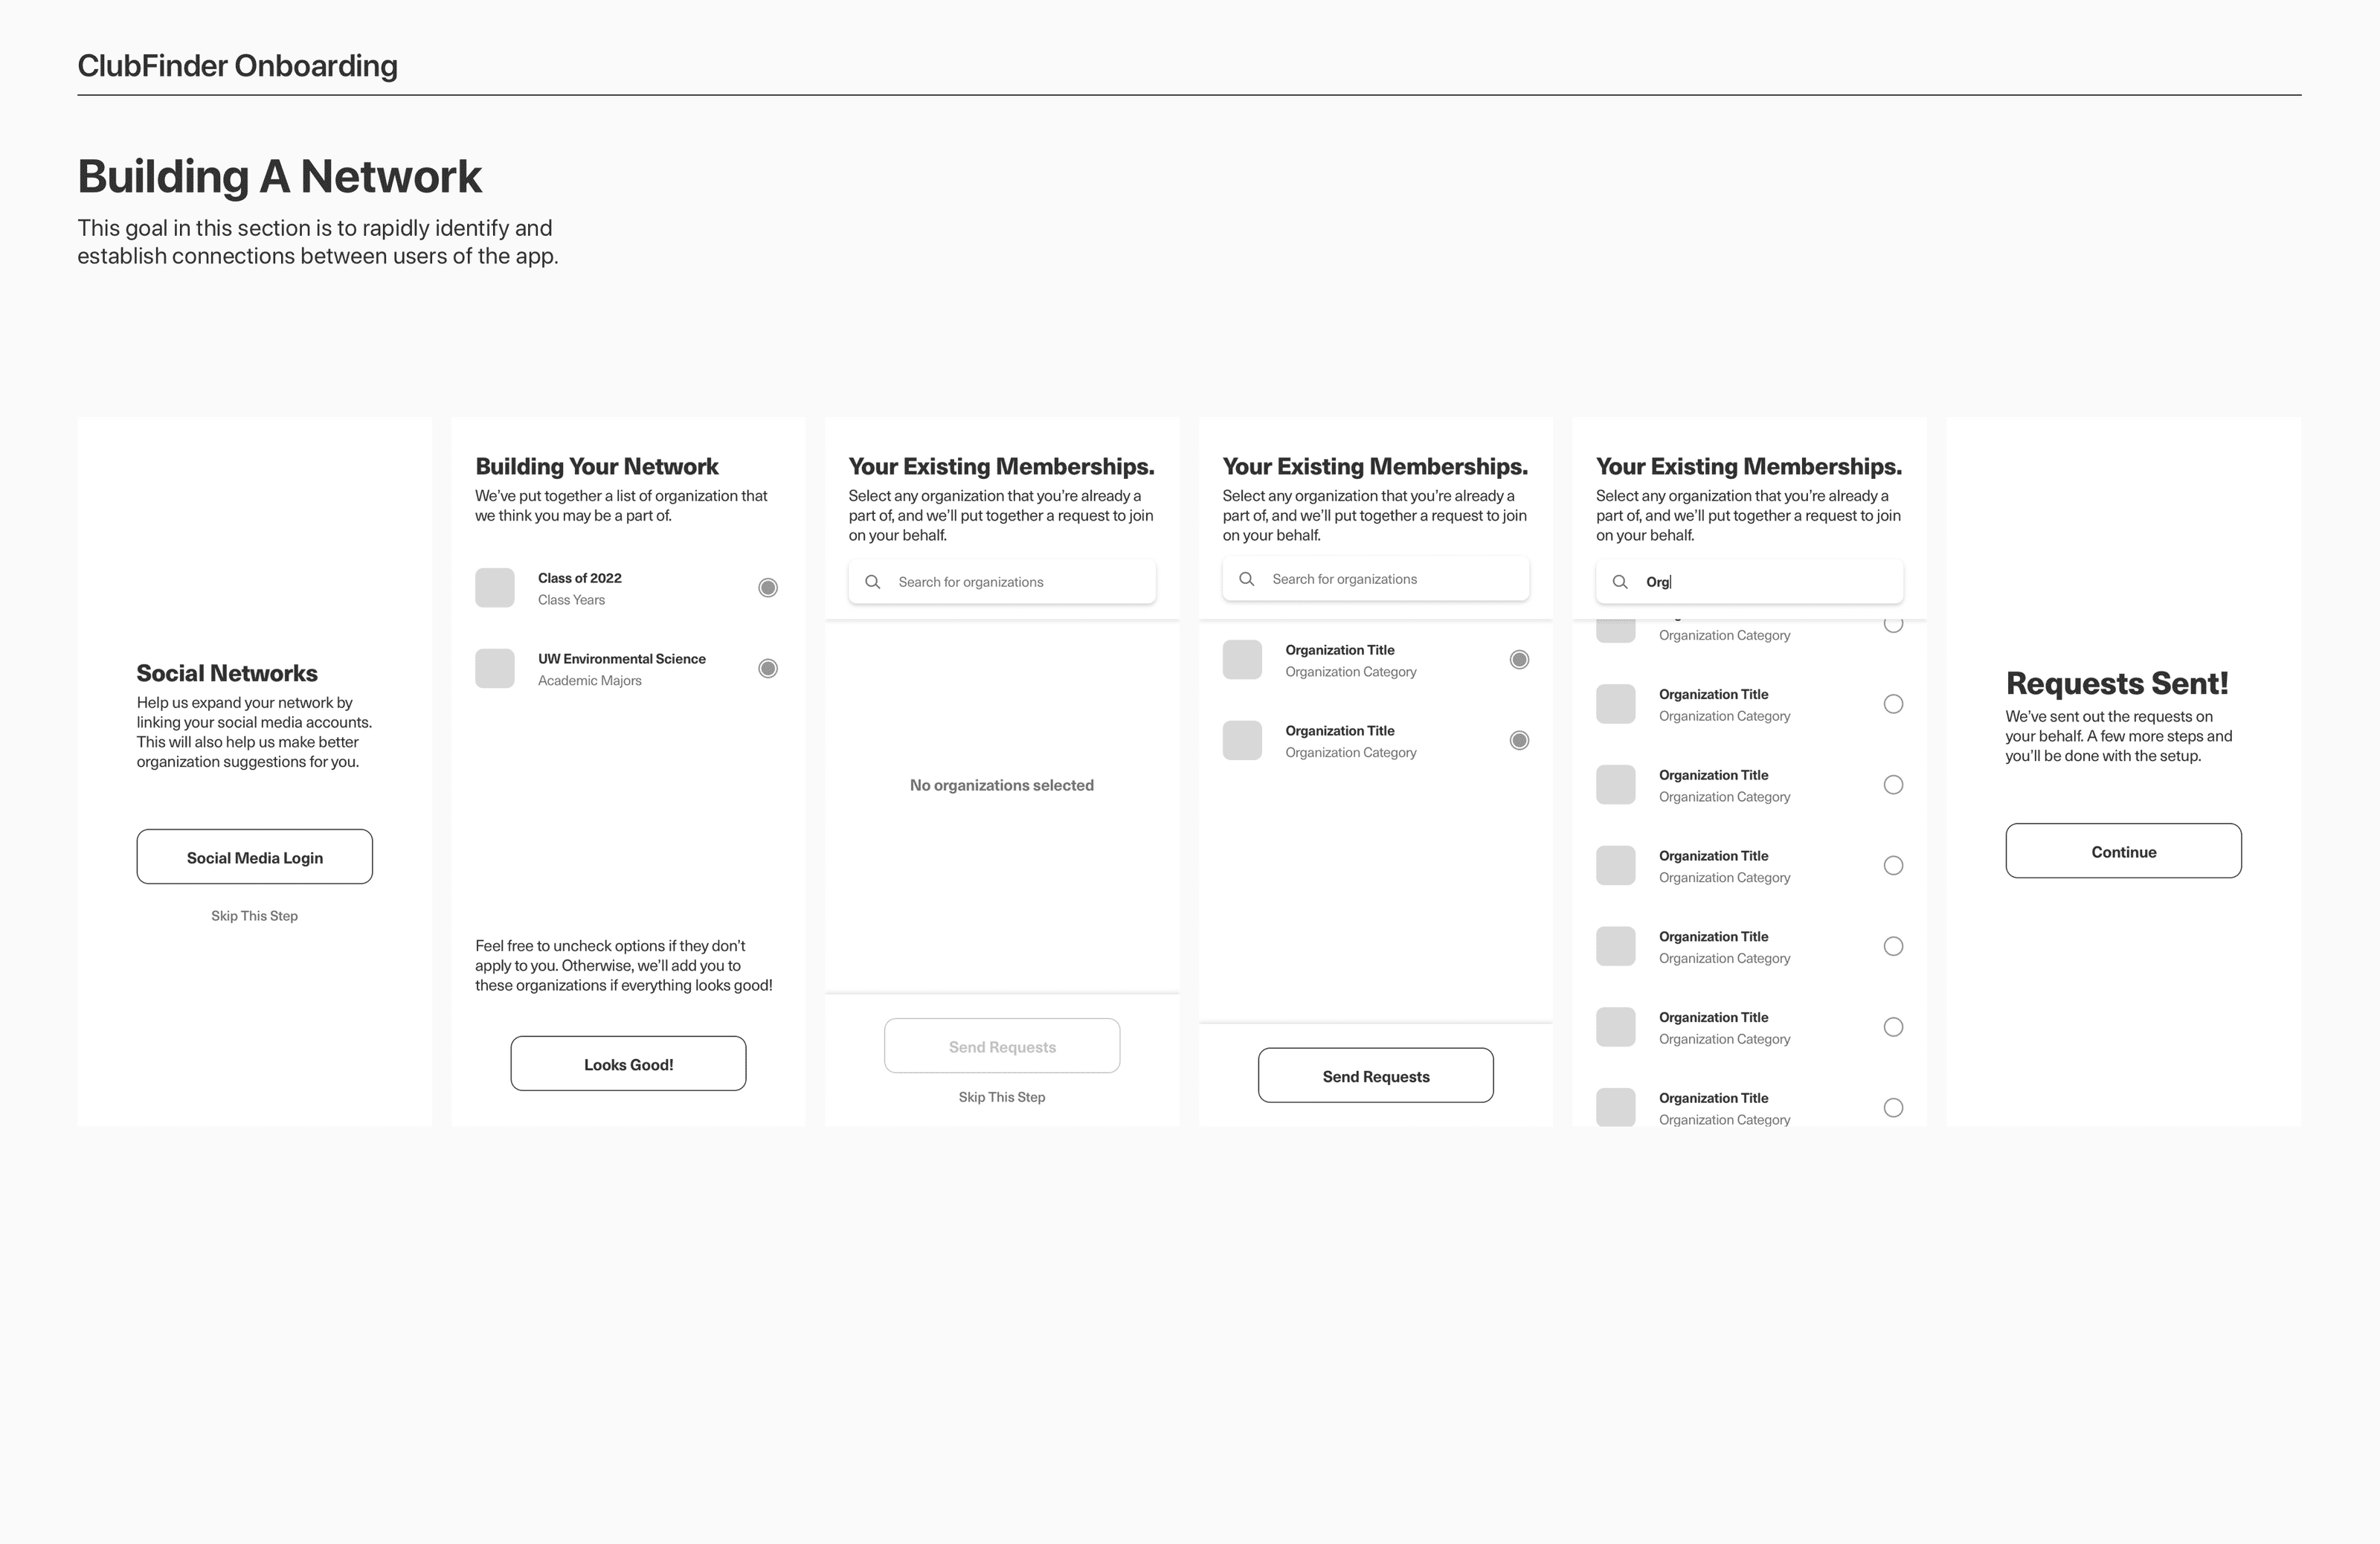 ClubFinder Onboarding
Building A Network
This goal in this section is to rapidly identify and
establish connections between users of the app.
Social Networks
Help us expand your network by
linking your social media accounts.
This will also help us make better
organization suggestions for you.
Social Media Login
Skip This Step
Building Your Network
We've put together a list of organization that
we think you may be a part of.
Class of 2022
Class Years
UW Environmental Science
Academic Majors
Feel free to uncheck options if they don't
apply to you. Otherwise, we'll add you to
these organizations if everything looks good!
Looks Good!
Your Existing Memberships.
Select any organization that you're already a
part of, and we'll put together a request to join
on your behalf.
Search for organizations
No organizations selected
Send Requests
Skip This Step
Your Existing Memberships.
Select any organization that you're already a
part of, and we'll put together a request to join
on your behalf.
Search for organizations
Organization Title
Organization Category
Organization Title
Organization Category
Send Requests
Your Existing Memberships.
Select any organization that you're already a
part of, and we'll put together a request to join
on your behalf.
Org
Organization Category
Organization Title
Organization Category
Organization Title
Organization Category
Organization Title
Organization Category
Organization Title
Organization Category
Organization Title
Organization Category
Organization Title
Organization Category
Requests Sent!
We've sent out the requests on
your behalf. A few more steps and
you'll be done with the setup.
Continue